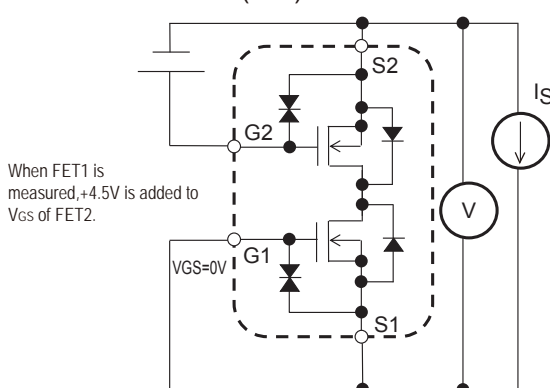 S2
IS
G2
When FET1 is
measured,+4.5V is added to
VGS of FET2.
V
G1
VGS=0V
S1